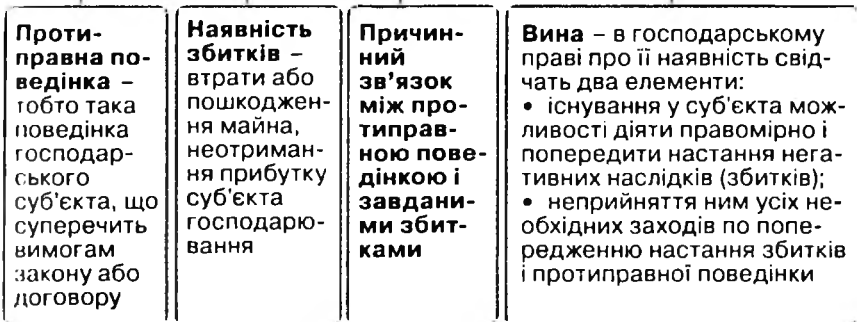 Проти-
правна по-
ведінка –
тобто така
поведінка
господар-
ського
суб'єкта, що
суперечить
вимогам
закону або
договору
Наявність
збитків –
втрати або
пошкоджен-
ня майна,
неотриман-
ня прибутку
суб'єкта
господарю-
вання
Причин-
ний
зв'язок
між про-
типрав-
ною пове-
дінкою і
завдани-
ми збит-
ками
Вина – в господарському
праві про її наявність свід-
чать два елементи:
• існування у суб'єкта мож-
ливості діяти правомірно і
попередити настання нега-
тивних наслідків (збитків);
• неприйняття ним усіх не-
обхідних заходів по попе-
редженню настання збитків
і протиправної поведінки